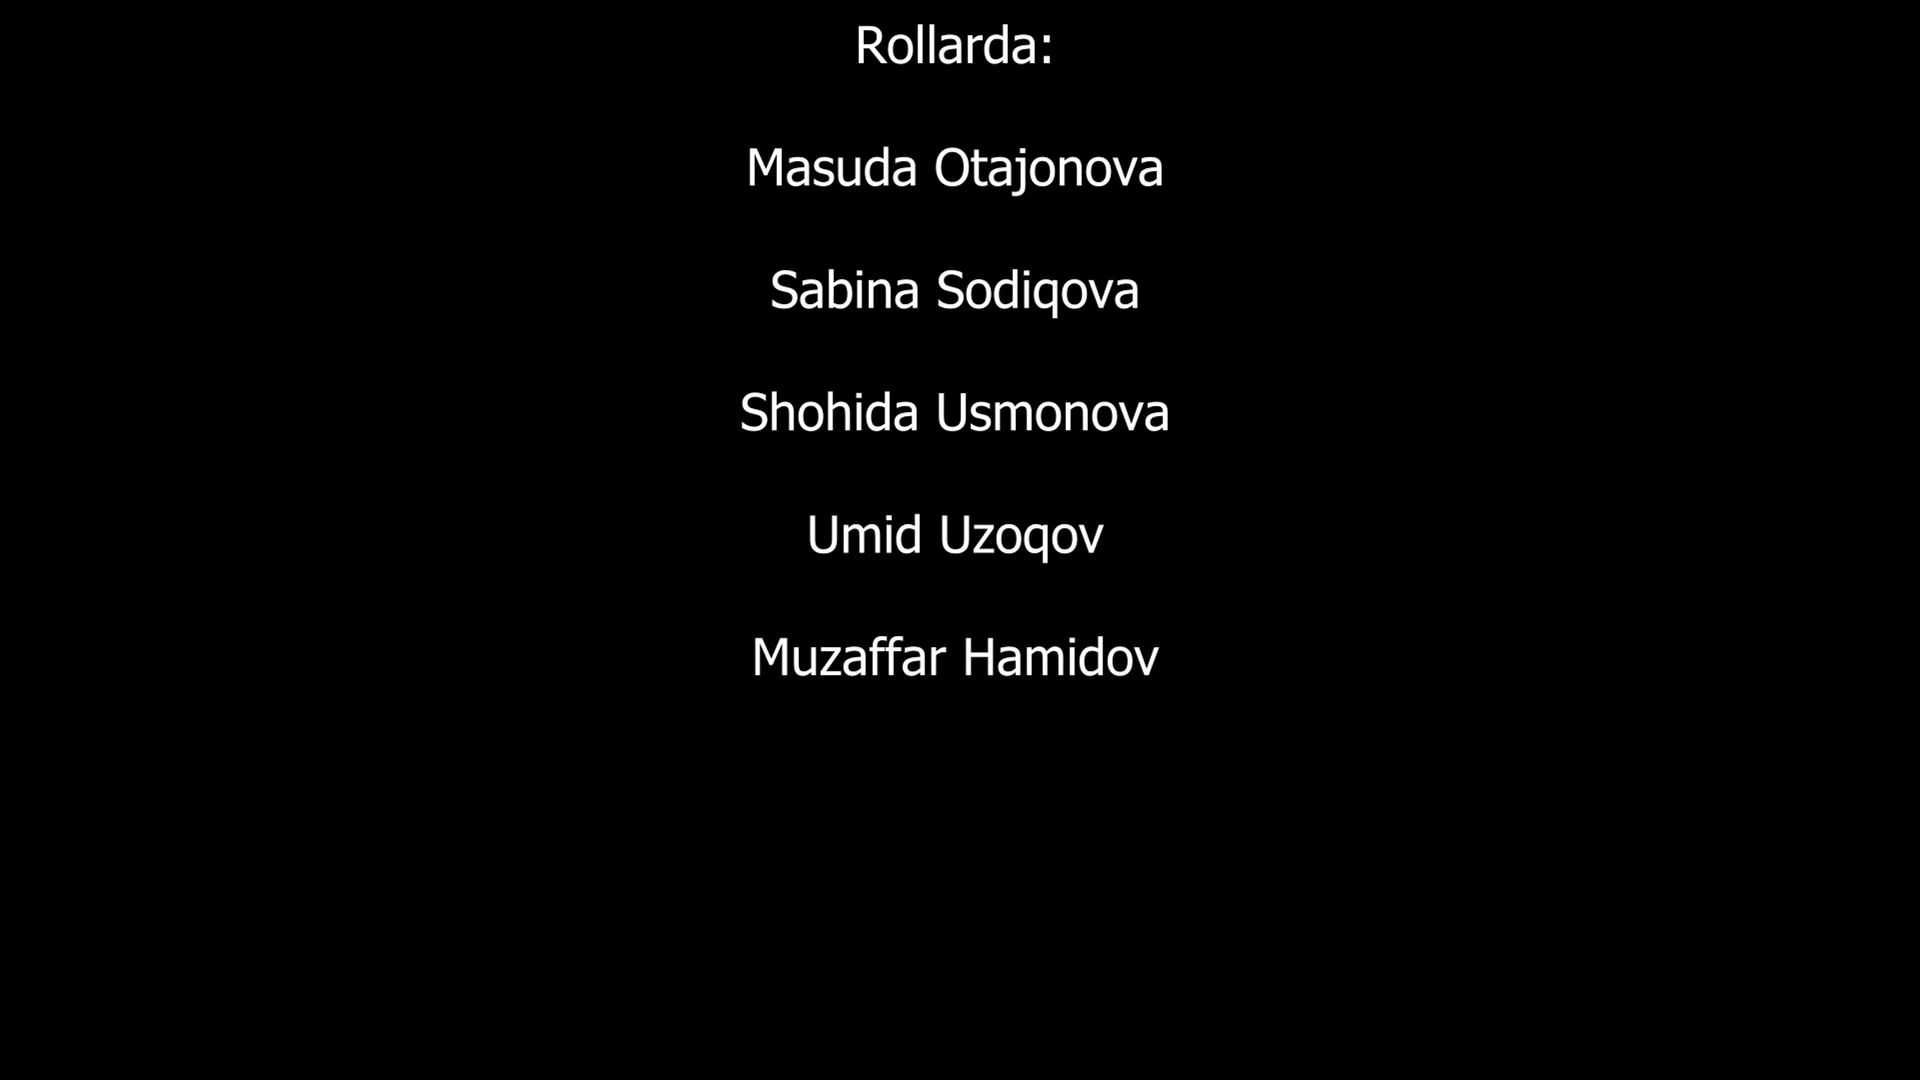 Rollarda:
Masuda Otajonova
Sabina Sodiqova
Shohida Usmonova
Umid Uzoqov
Muzaffar Hamidov